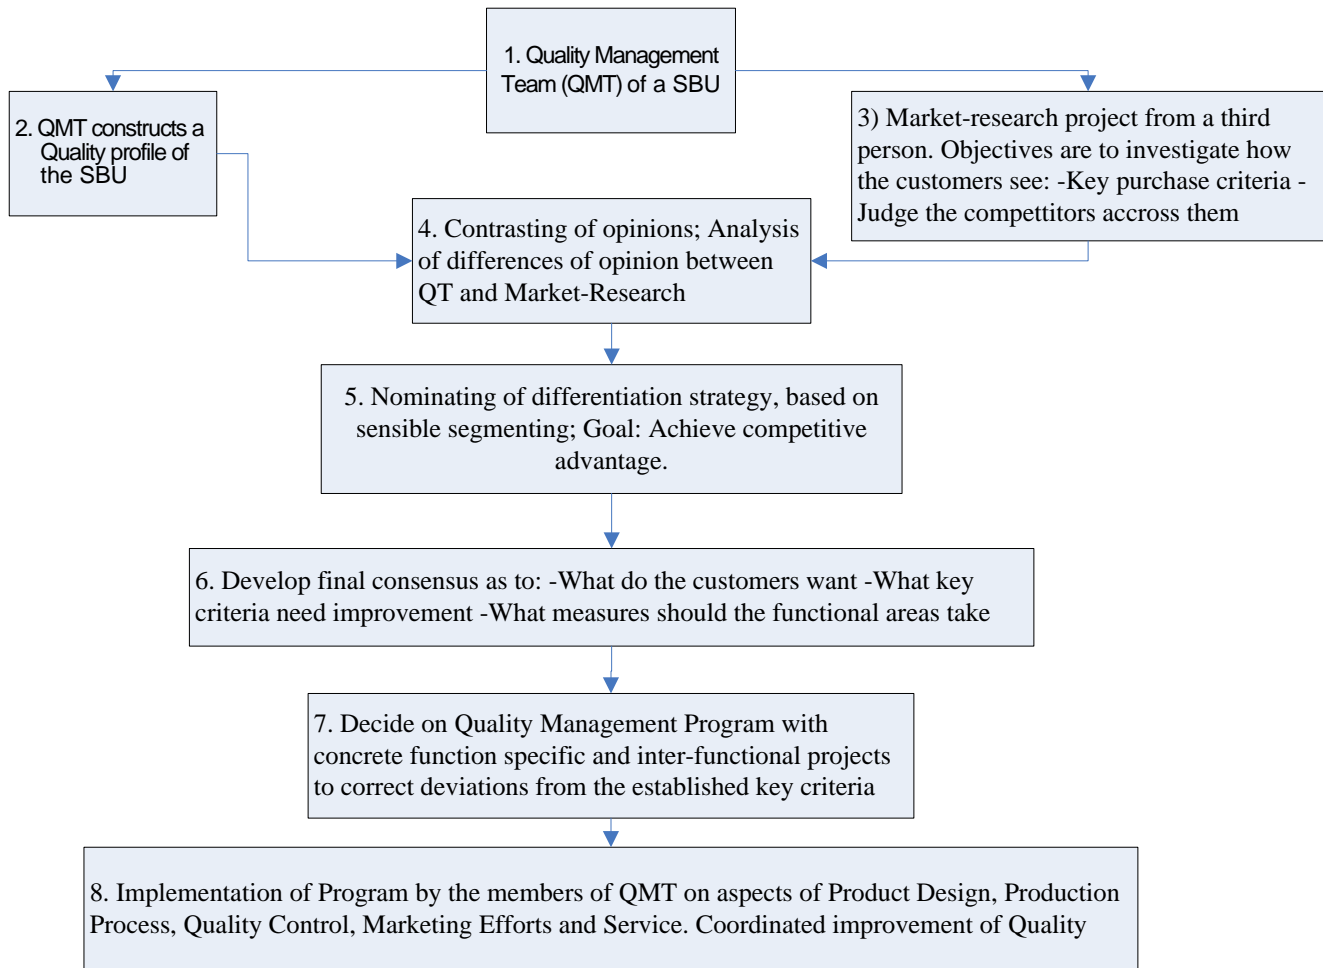 1. Quality Management
Team (QMT) of a SBU
2. QMT constructs a
Quality profile of
the SBU
3) Market-research project from a third
person. Objectives are to investigate how
the customers see: -Key purchase criteria -
Judge the competitors accross them
4. Contrasting of opinions; Analysis
of differences of opinion between
QT and Market-Research
5. Nominating of differentiation strategy, based on
sensible segmenting; Goal: Achieve competitive
advantage.
6. Develop final consensus as to: -What do the customers want -What key
criteria need improvement -What measures should the functional areas take
7. Decide on Quality Management Program with
concrete function specific and inter-functional projects
to correct deviations from the established key criteria
8. Implementation of Program by the members of QMT on aspects of Product Design, Production
Process, Quality Control, Marketing Efforts and Service. Coordinated improvement of Quality